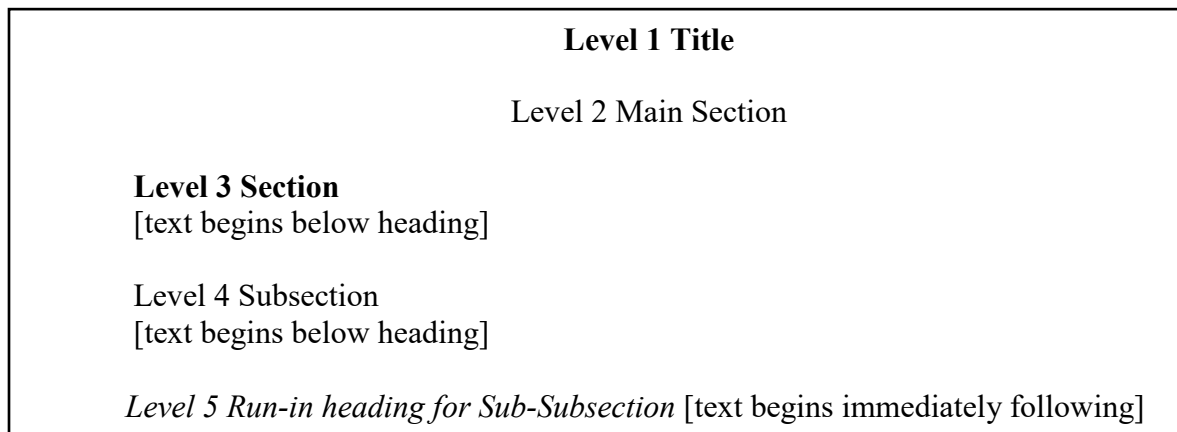 Level 1 Title
Level 2 Main Section
Level 3 Section
[text begins below heading]
Level 4 Subsection
[text begins below heading]
Level 5 Run-in heading for Sub-Subsection [text begins immediately following]